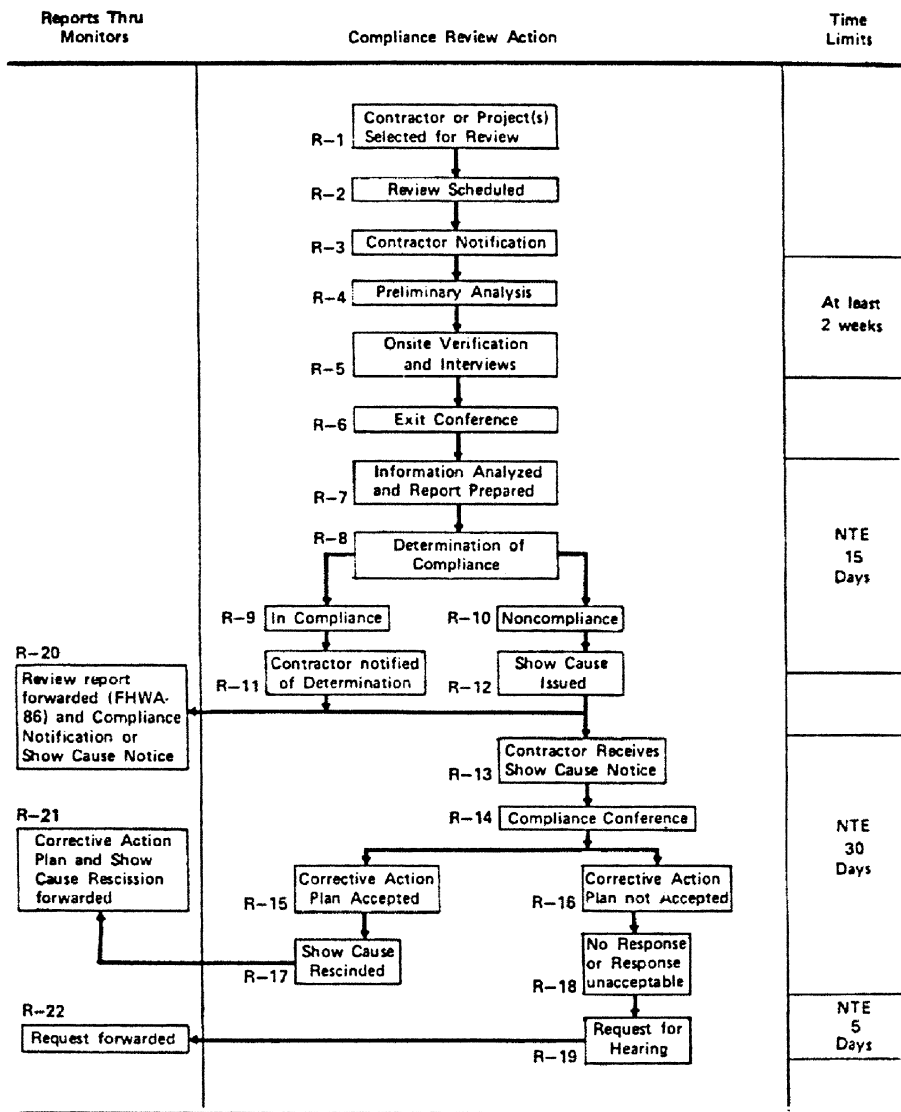 Reports Thru
Monitors
Compliance Review Action
Time
Limits
R-1
Contractor or Project(s)
Selected for Review
R-2
Review Scheduled
R-3
Contractor Notification
R-4
Preliminary Analysis
At least
2 weeks
R-5
Onsite Verification
and Interviews
R-6
Exit Conference
R-7
Information Analyzed
and Report Prepared
R-8
Determination of
Compliance
NTE
15
Days
R-9
In Compliance
R-10
Noncompliance
R-11
Contractor notified
of Determination
R-12
Show Cause
Issued
R-20
Review report
forwarded (FHWA-
86) and Compliance
Notification or
Show Cause Notice
R-13
Contractor Receives
Show Cause Notice
R-14
Compliance Conference
NTE
30
Days
R-21
Corrective Action
Plan and Show
Cause Rescission
forwarded
R-15
Corrective Action
Plan Accepted
R-16
Corrective Action
Plan not Accepted
R-17
Show Cause
Rescinded
R-18
No Response
or Response
unacceptable
R-22
Request forwarded
R-19
Request for
Hearing
NTE
5
Days